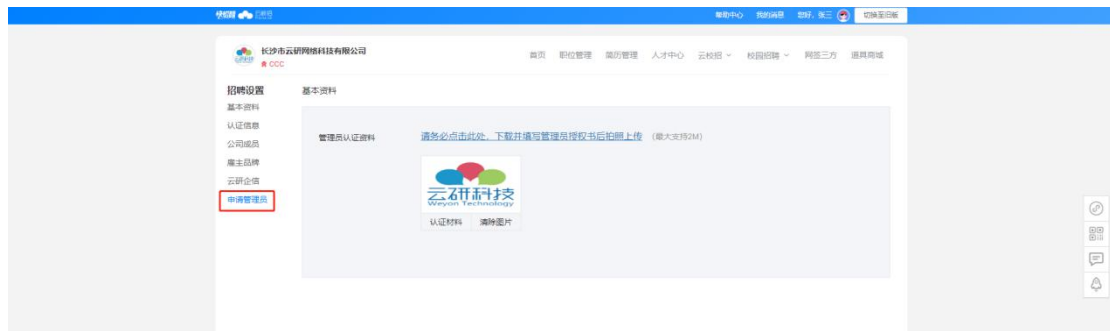 帮助中心 我的消息 您好，张三 切换至旧版
长沙市云研网络科技有限公司
CCC
首页 职位管理 简历管理 人才中心 云校招 校园招聘 网签三方 道具商城
招聘设置
基本资料
基本资料
认证信息
公司成员
雇主品牌
云研企信
申请管理员
管理员认证资料
请务必点击此处，下载并填写管理员授权书后拍照上传 (最大支持2M)
云研科技
Weyon Technology
认证材料 清除图片